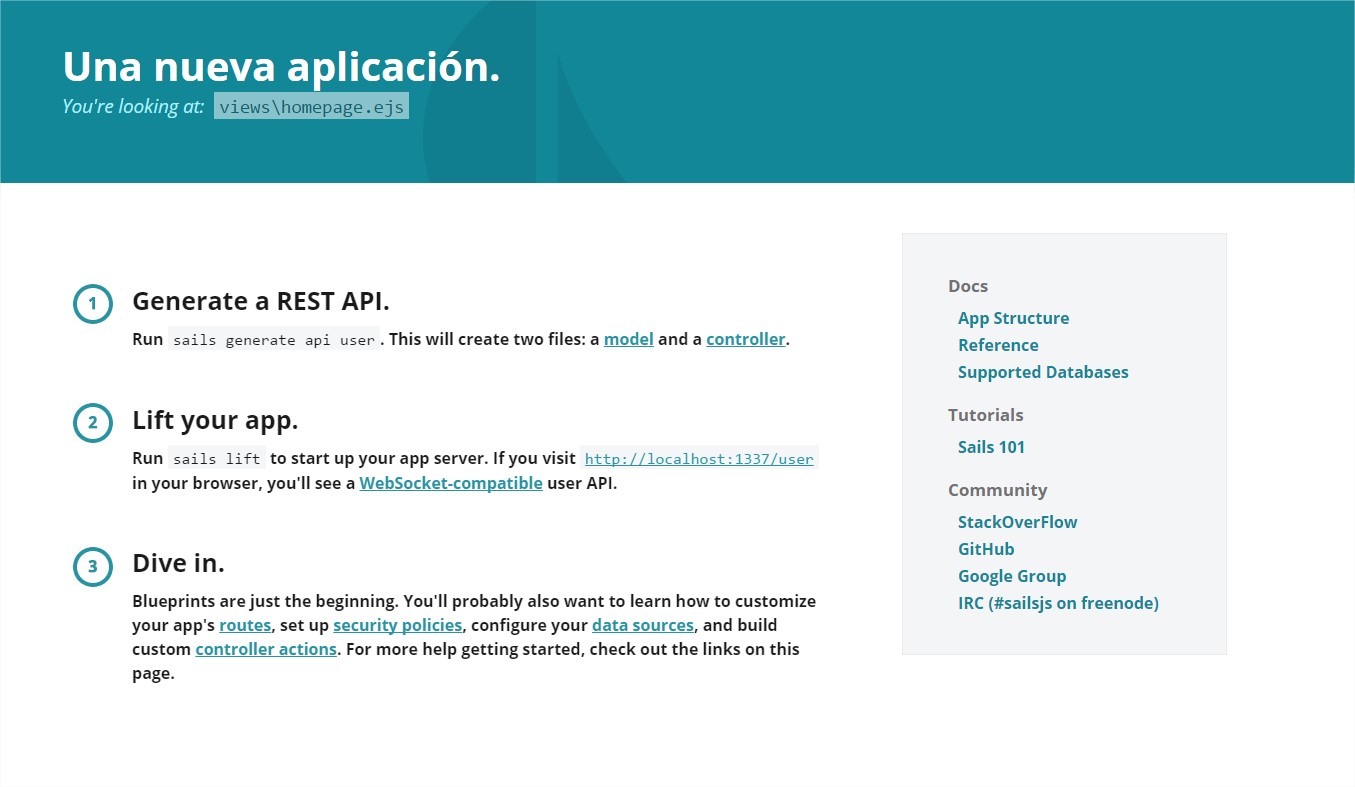 Una nueva aplicación.
You're looking at: views\homepage.ejs
1
Generate a REST API.
Run sails generate api user. This will create two files: a model and a controller.
2
Lift your app.
Run sails lift to start up your app server. If you visit http://localhost:1337/user
in your browser, you'll see a WebSocket-compatible user API.
3
Dive in.
Blueprints are just the beginning. You'll probably also want to learn how to customize
your app's routes, set up security policies, configure your data sources, and build
custom controller actions. For more help getting started, check out the links on this
page.
Docs
App Structure
Reference
Supported Databases
Tutorials
Sails 101
Community
StackOverFlow
GitHub
Google Group
IRC (#sailsjs on freenode)